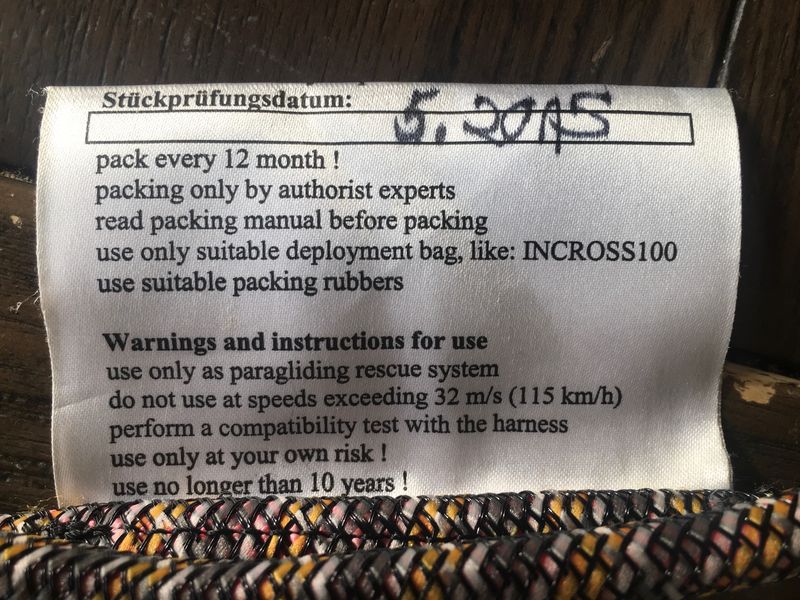 Stückprüfungsdatum:
5.2015
pack every 12 month !
packing only by authorist experts
read packing manual before packing
use only suitable deployment bag, like: INCROSS100
use suitable packing rubbers
Warnings and instructions for use
use only as paragliding rescue system
do not use at speeds exceeding 32 m/s (115 km/h)
perform a compatibility test with the harness
use only at your own risk !
use no longer than 10 years !